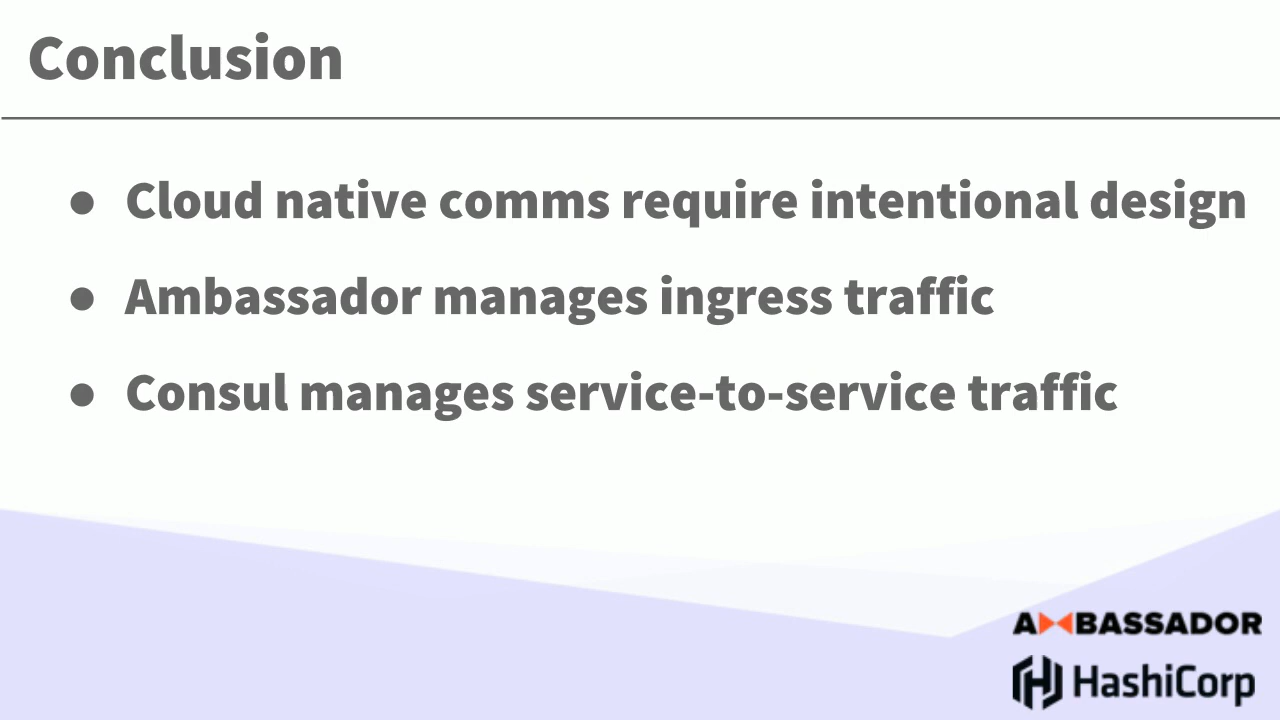 Conclusion
● Cloud native comms require intentional design
● Ambassador manages ingress traffic
● Consul manages service-to-service traffic
AMBASSADOR
HashiCorp